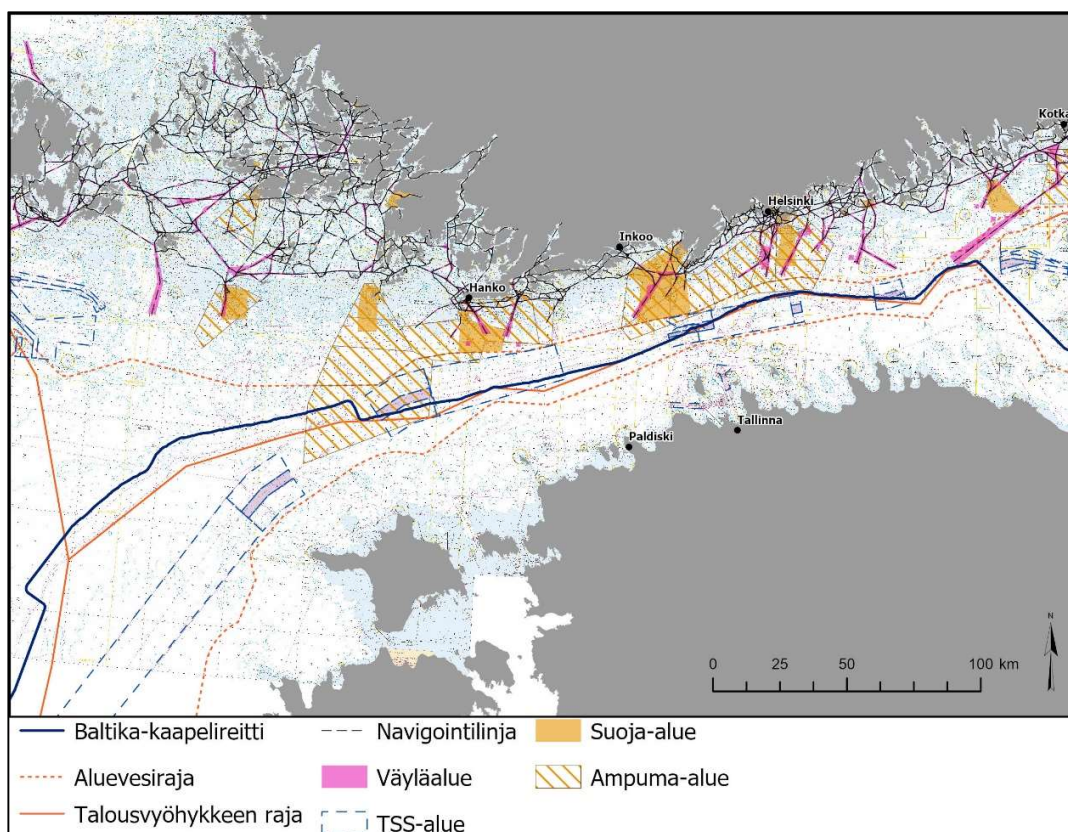 Kotka
Helsinki
Inkoo
Hanko
Tallinna
Paldiski
N
0 25 50 100 km
Baltika-kaapelireitti
Navigointilinja
Suoja-alue
Aluevesiraja
Väyläalue
Ampuma-alue
Talousvyöhykkeen raja
TSS-alue